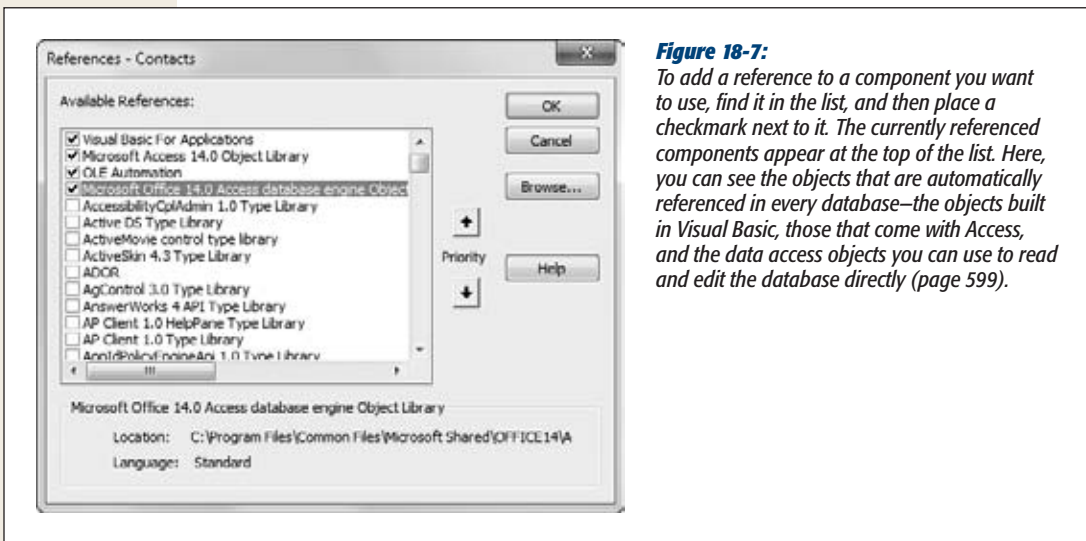 References - Contacts
Available References:
Visual Basic For Applications
Microsoft Access 14.0 Object Library
OLE Automation
Microsoft Office 14.0 Access database engine Object
AccessibilityCplAdmin 1.0 Type Library
Active DS Type Library
ActiveMovie control type library
ActiveSkin 4.3 Type Library
ADOR
AgControl 3.0 Type Library
AnswerWorks 4 API Type Library
AP Client 1.0 HelpPane Type Library
AP Client 1.0 Type Library
AppIdPolicyEngineApi 1.0 Type Library
OK
Cancel
Browse...
Priority
Help
Microsoft Office 14.0 Access database engine Object Library
Location: C:\Program Files\Common Files\Microsoft Shared\OFFICE14\A
Language: Standard
Figure 18-7:
To add a reference to a component you want
to use, find it in the list, and then place a
checkmark next to it. The currently referenced
components appear at the top of the list. Here,
you can see the objects that are automatically
referenced in every database—the objects built
in Visual Basic, those that come with Access,
and the data access objects you can use to read
and edit the database directly (page 599).